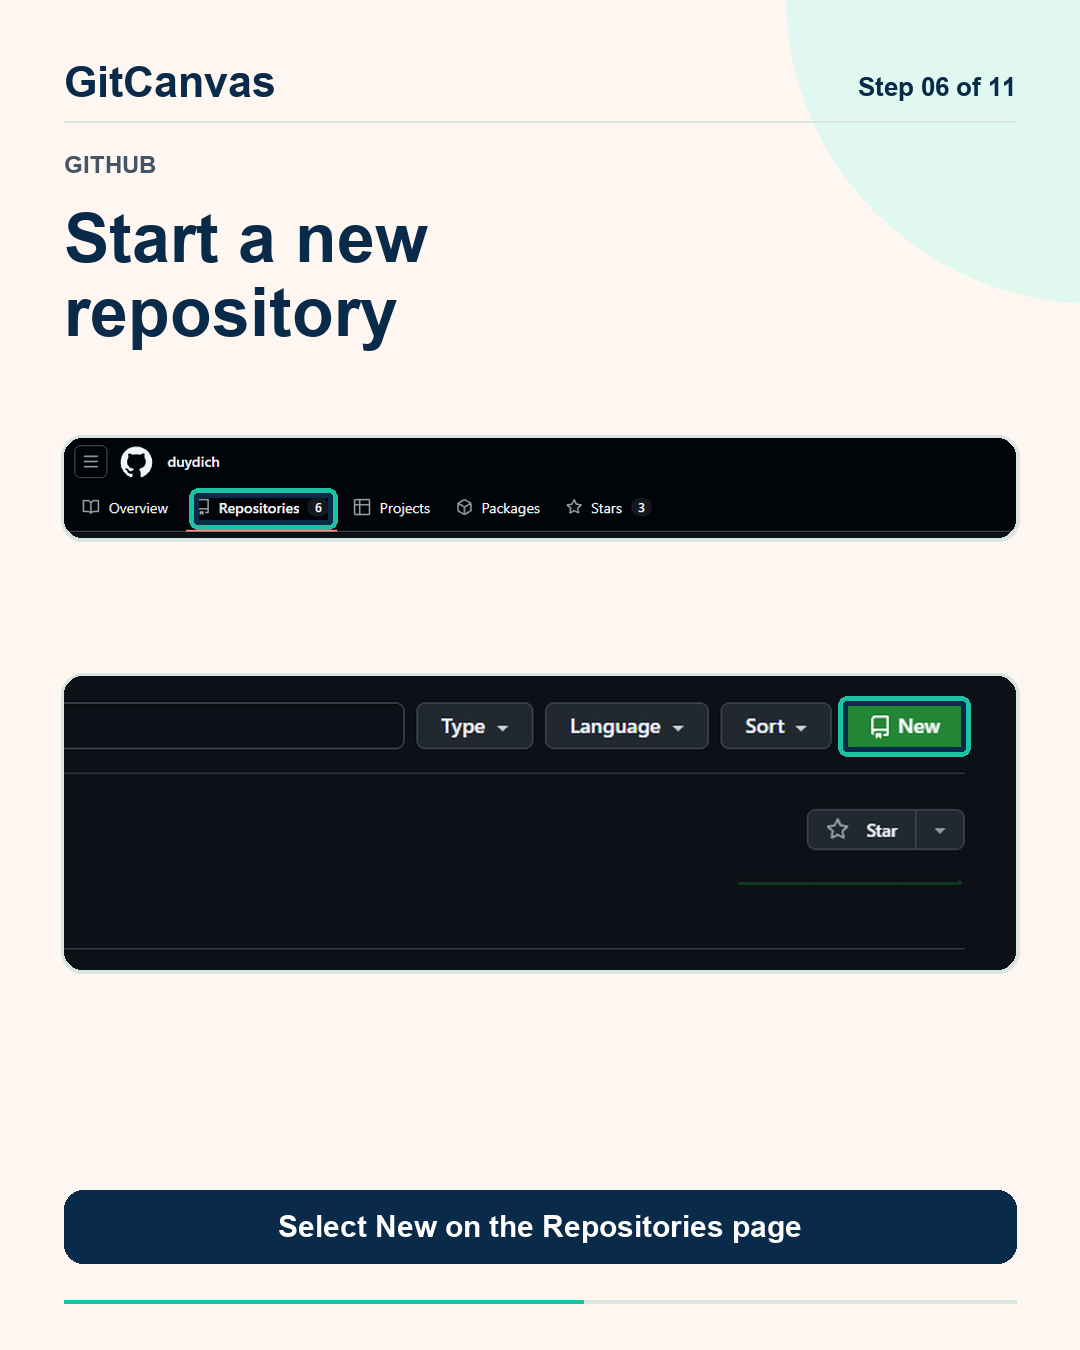 GitCanvas
Step 06 of 11
GITHUB
Start a new
repository
duydich
Overview Repositories 6 Projects Packages Stars 3
Type Language Sort New
Star
Select New on the Repositories page